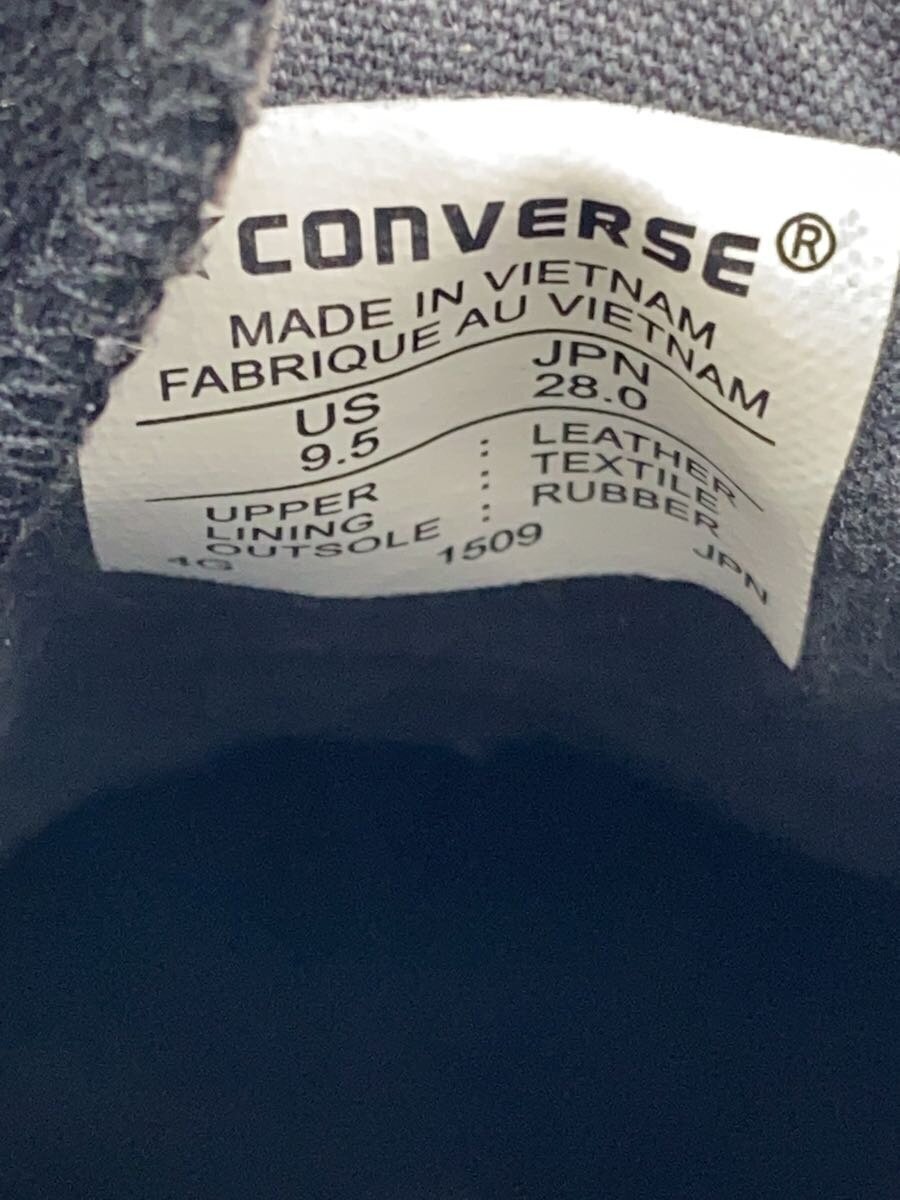 CONVERSE®
MADE IN VIETNAM
FABRIQUE AU VIETNAM
US JPN
9.5 28.0
UPPER : LEATHER
LINING : TEXTILE
OUTSOLE : RUBBER
1509 JPN